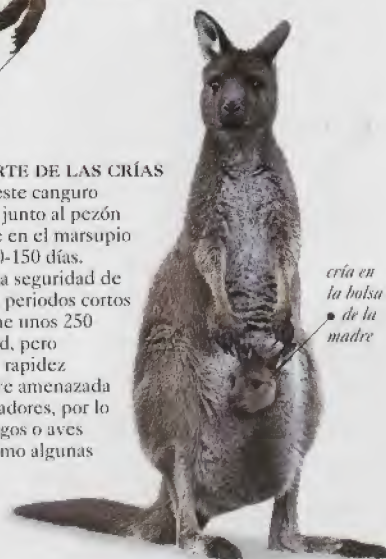 RTE DE LAS CRÍAS
este canguro
junto al pezón
e en el marsupio
0-150 días.
a seguridad de
periodos cortos
ne unos 250
d, pero
rapidez
re amenazada
adores, por lo
gos o aves
mo algunas
cría en
la bolsa
de la
madre